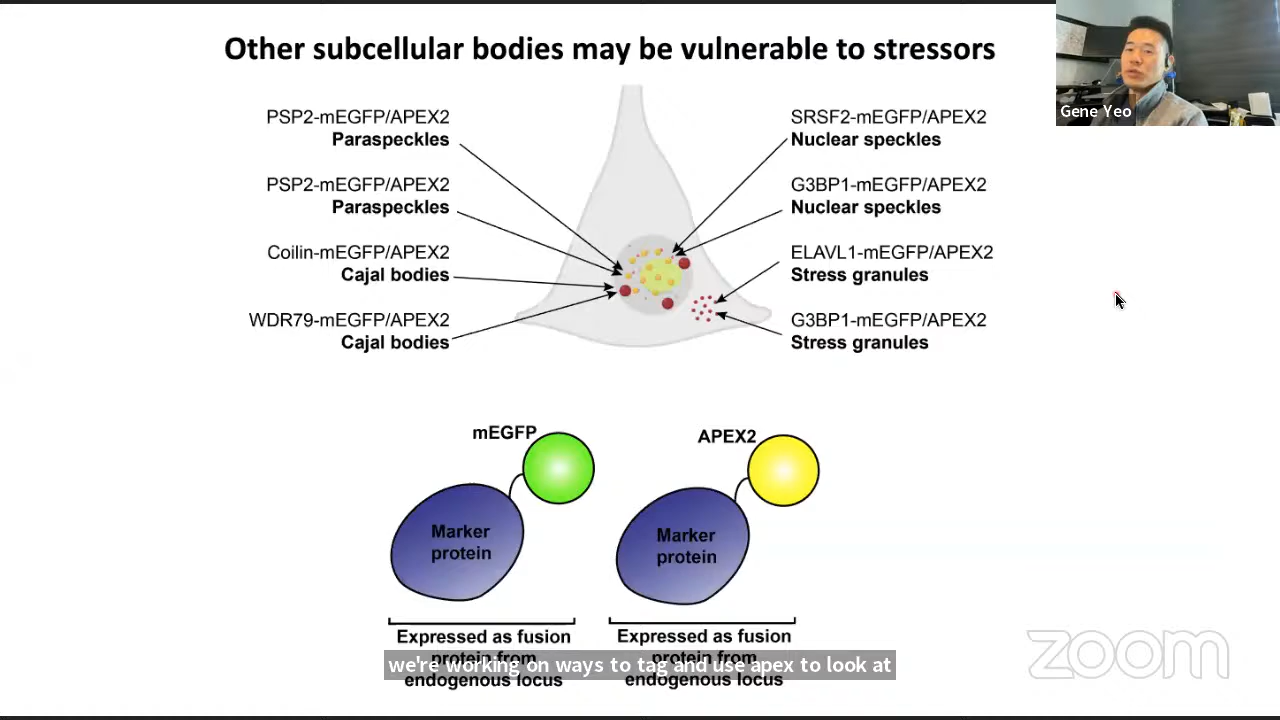 Other subcellular bodies may be vulnerable to stressors
Gene Yeo
PSP2-mEGFP/APEX2
Paraspeckles
PSP2-mEGFP/APEX2
Paraspeckles
Coilin-mEGFP/APEX2
Cajal bodies
WDR79-mEGFP/APEX2
Cajal bodies
SRSF2-mEGFP/APEX2
Nuclear speckles
G3BP1-mEGFP/APEX2
Nuclear speckles
ELAVL1-mEGFP/APEX2
Stress granules
G3BP1-mEGFP/APEX2
Stress granules
mEGFP
Marker
protein
Expressed as fusion
protein from
endogenous locus
APEX2
Marker
protein
Expressed as fusion
protein from
endogenous locus
we're working on ways to tag and use apex to look at
zoom